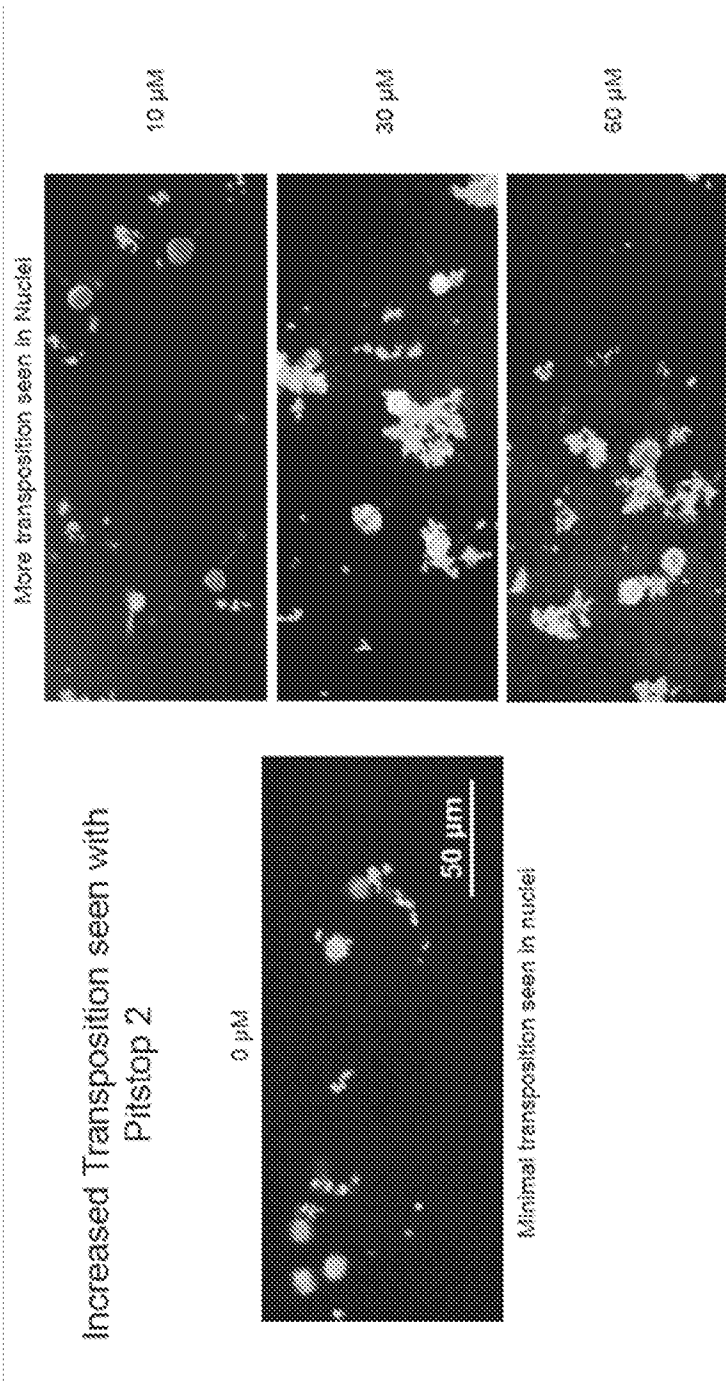 Increased Transposition seen with
Pitstop 2
0 µM
50 µm
Minimal transposition seen in nuclei
More transposition seen in Nuclei
10 µM
30 µM
60 µM